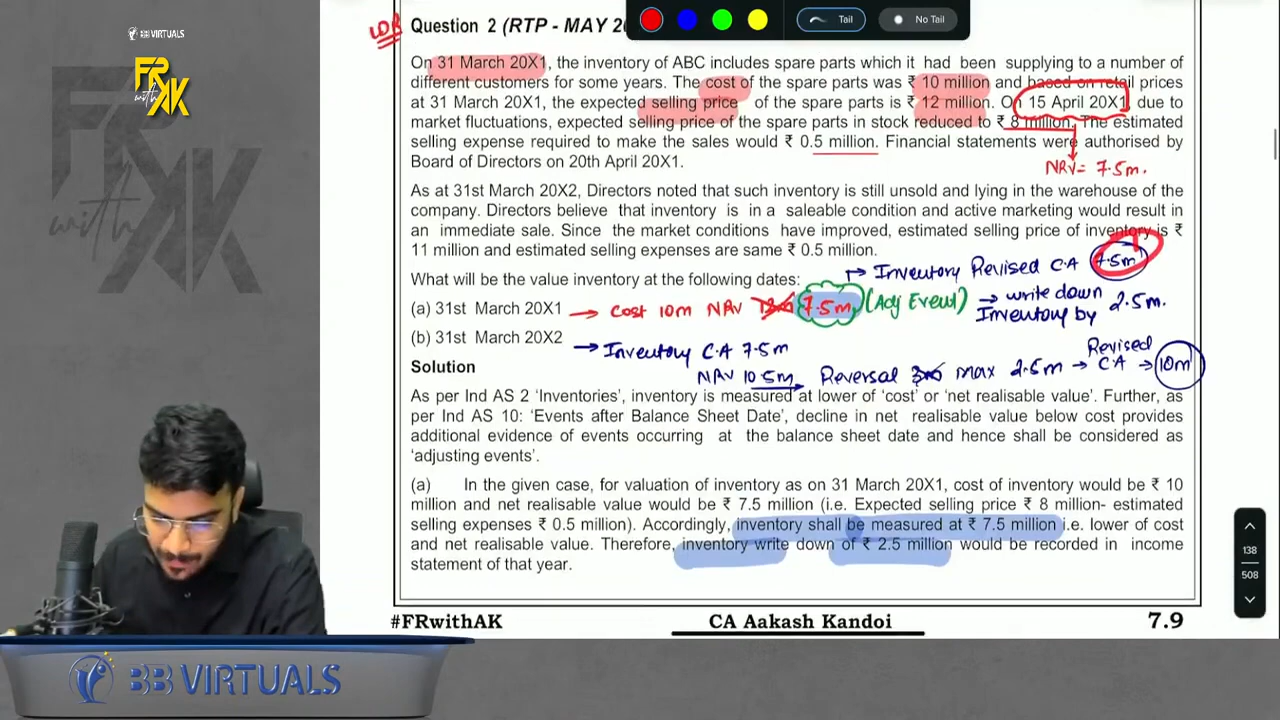 BB VIRTUALS
FR
with
AK
FR
with
AK
LDR
Question 2 (RTP - MAY 2
Tail
No Tail
On 31 March 20X1, the inventory of ABC includes spare parts which it had been supplying to a number of
different customers for some years. The cost of the spare parts was ₹ 10 million and based on retail prices
at 31 March 20X1, the expected selling price of the spare parts is ₹ 12 million. On 15 April 20X1, due to
market fluctuations, expected selling price of the spare parts in stock reduced to ₹ 8 million. The estimated
selling expense required to make the sales would ₹ 0.5 million. Financial statements were authorised by
Board of Directors on 20th April 20X1.
NRV = 7.5m.
As at 31st March 20X2, Directors noted that such inventory is still unsold and lying in the warehouse of the
company. Directors believe that inventory is in a saleable condition and active marketing would result in
an immediate sale. Since the market conditions have improved, estimated selling price of inventory is ₹
11 million and estimated selling expenses are same ₹ 0.5 million.
What will be the value inventory at the following dates:
→ Inventory Revised C.A 7.5m
(a) 31st March 20X1 → Cost 10m NRV 12m 7.5m (Adj Event) → write down
Inventory by 2.5m.
(b) 31st March 20X2 → Inventory C.A 7.5m
NRV 10.5m → Reversal 3m max 2.5m → Revised C.A → 10m
Solution
As per Ind AS 2 'Inventories', inventory is measured at lower of 'cost' or 'net realisable value'. Further, as
per Ind AS 10: 'Events after Balance Sheet Date', decline in net realisable value below cost provides
additional evidence of events occurring at the balance sheet date and hence shall be considered as
'adjusting events'.
(a) In the given case, for valuation of inventory as on 31 March 20X1, cost of inventory would be ₹ 10
million and net realisable value would be ₹ 7.5 million (i.e. Expected selling price ₹ 8 million- estimated
selling expenses ₹ 0.5 million). Accordingly, inventory shall be measured at ₹ 7.5 million i.e. lower of cost
and net realisable value. Therefore, inventory write down of ₹ 2.5 million would be recorded in income
statement of that year.
138
508
#FRwithAK CA Aakash Kandoi 7.9
BB VIRTUALS